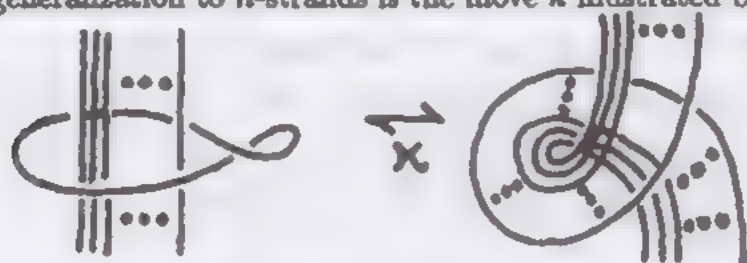 generalization to n-strands is the move κ illustrated
κ